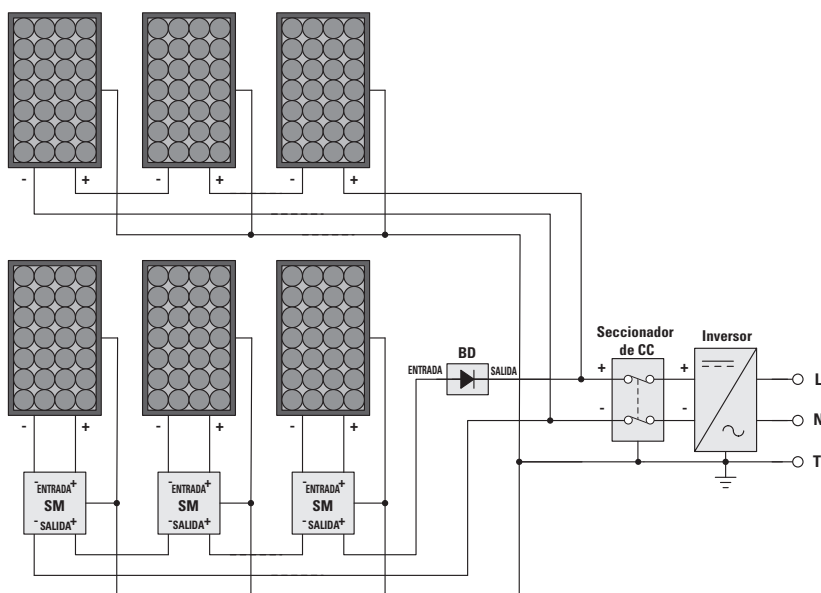 - + - + - +
- + - + - +
BD
ENTRADA SALIDA
Seccionador
de CC
Inversor
+ +
- -
L
N
T
- ENTRADA + - ENTRADA + - ENTRADA +
SM SM SM
- SALIDA + - SALIDA + - SALIDA +